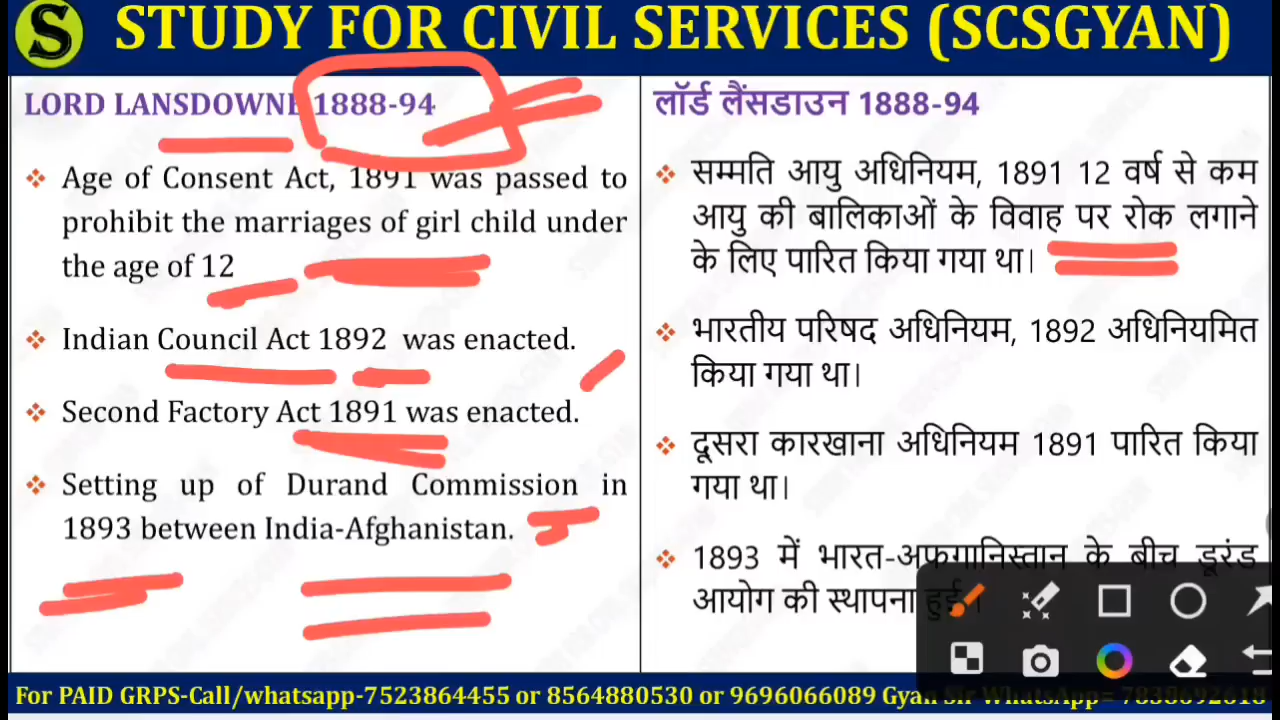 S STUDY FOR CIVIL SERVICES (SCSGYAN)
LORD LANSDOWNE 1888-94
❖ Age of Consent Act, 1891 was passed to
prohibit the marriages of girl child under
the age of 12
❖ Indian Council Act 1892 was enacted.
❖ Second Factory Act 1891 was enacted.
❖ Setting up of Durand Commission in
1893 between India-Afghanistan.
लॉर्ड लैंसडाउन 1888-94
❖ सम्मति आयु अधिनियम, 1891 12 वर्ष से कम
आयु की बालिकाओं के विवाह पर रोक लगाने
के लिए पारित किया गया था।
❖ भारतीय परिषद अधिनियम, 1892 अधिनियमित
किया गया था।
❖ दूसरा कारखाना अधिनियम 1891 पारित किया
गया था।
❖ 1893 में भारत-अफगानिस्तान के बीच डूरंड
आयोग की स्थापना हुई।
For PAID GRPS-Call/whatsapp-7523864455 or 8564880530 or 9696066089 Gyan Sir WhatsApp= 7838692618